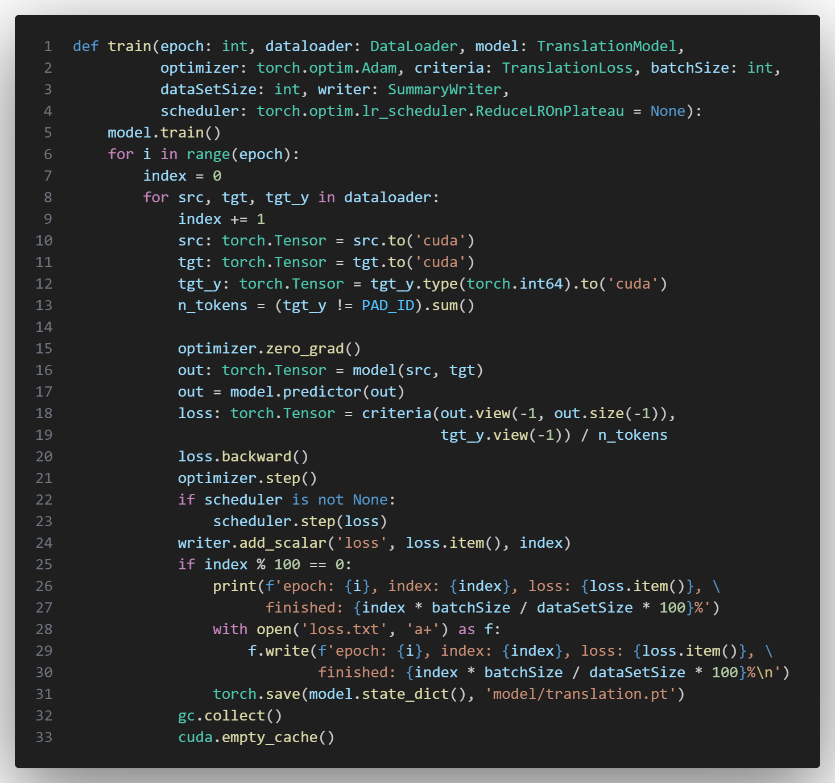 1 def train(epoch: int, dataloader: DataLoader, model: TranslationModel,
2           optimizer: torch.optim.Adam, criteria: TranslationLoss, batchSize: int,
3           dataSetSize: int, writer: SummaryWriter,
4           scheduler: torch.optim.lr_scheduler.ReduceLROnPlateau = None):
5     model.train()
6     for i in range(epoch):
7         index = 0
8         for src, tgt, tgt_y in dataloader:
9             index += 1
10             src: torch.Tensor = src.to('cuda')
11             tgt: torch.Tensor = tgt.to('cuda')
12             tgt_y: torch.Tensor = tgt_y.type(torch.int64).to('cuda')
13             n_tokens = (tgt_y != PAD_ID).sum()
14
15             optimizer.zero_grad()
16             out: torch.Tensor = model(src, tgt)
17             out = model.predictor(out)
18             loss: torch.Tensor = criteria(out.view(-1, out.size(-1)),
19                                           tgt_y.view(-1)) / n_tokens
20             loss.backward()
21             optimizer.step()
22             if scheduler is not None:
23                 scheduler.step(loss)
24             writer.add_scalar('loss', loss.item(), index)
25             if index % 100 == 0:
26                 print(f'epoch: {i}, index: {index}, loss: {loss.item()}, \
27                       finished: {index * batchSize / dataSetSize * 100}%')
28                 with open('loss.txt', 'a+') as f:
29                     f.write(f'epoch: {i}, index: {index}, loss: {loss.item()}, \
30                             finished: {index * batchSize / dataSetSize * 100}%\n')
31                 torch.save(model.state_dict(), 'model/translation.pt')
32             gc.collect()
33             cuda.empty_cache()